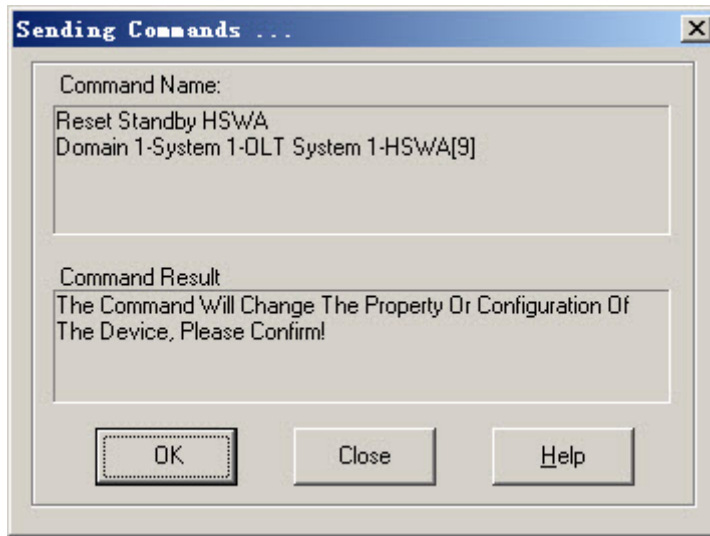 Sending Commands ...
Command Name:
Reset Standby HSWA
Domain 1-System 1-OLT System 1-HSWA[9]
Command Result
The Command Will Change The Property Or Configuration Of
The Device, Please Confirm!
OK
Close
Help